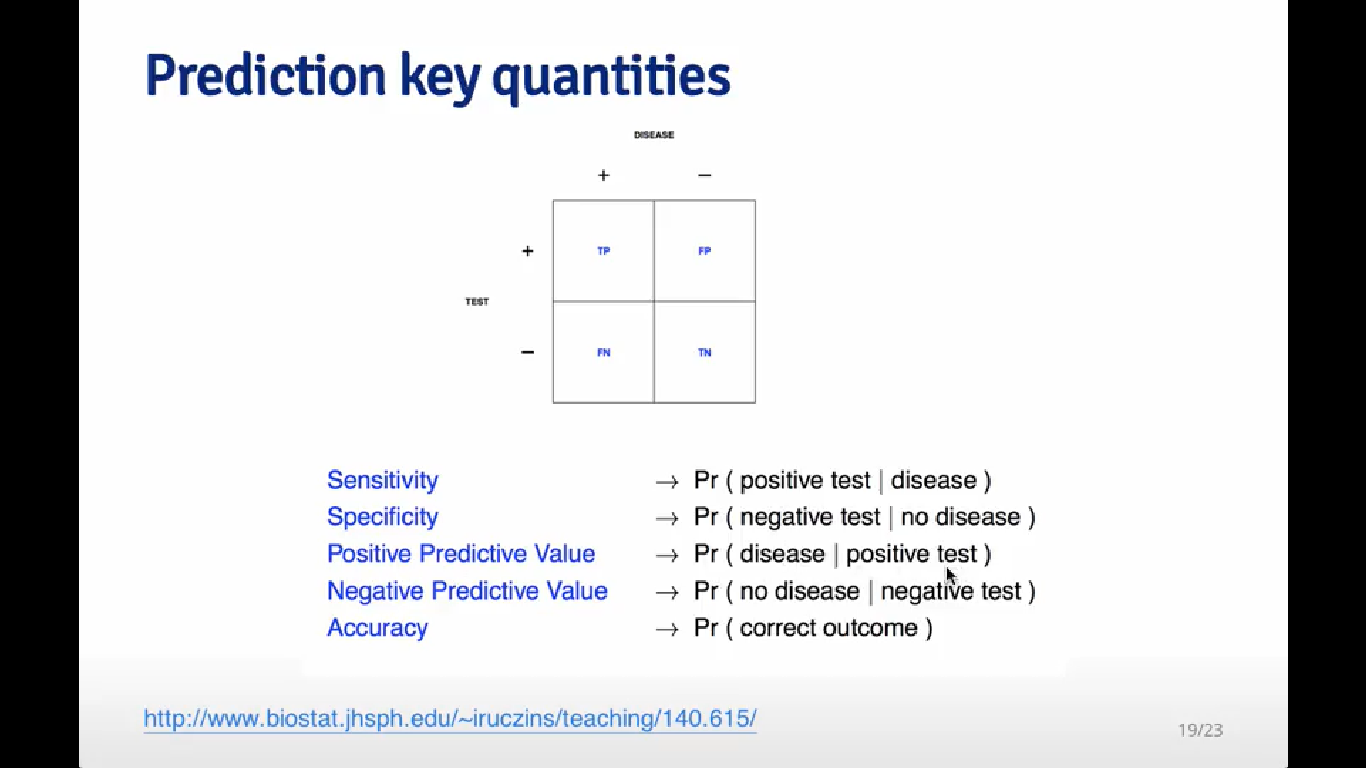 Prediction key quantities
DISEASE
+ −
+ TP FP
TEST
− FN TN
Sensitivity → Pr ( positive test | disease )
Specificity → Pr ( negative test | no disease )
Positive Predictive Value → Pr ( disease | positive test )
Negative Predictive Value → Pr ( no disease | negative test )
Accuracy → Pr ( correct outcome )
http://www.biostat.jhsph.edu/~iruczins/teaching/140.615/
19/23